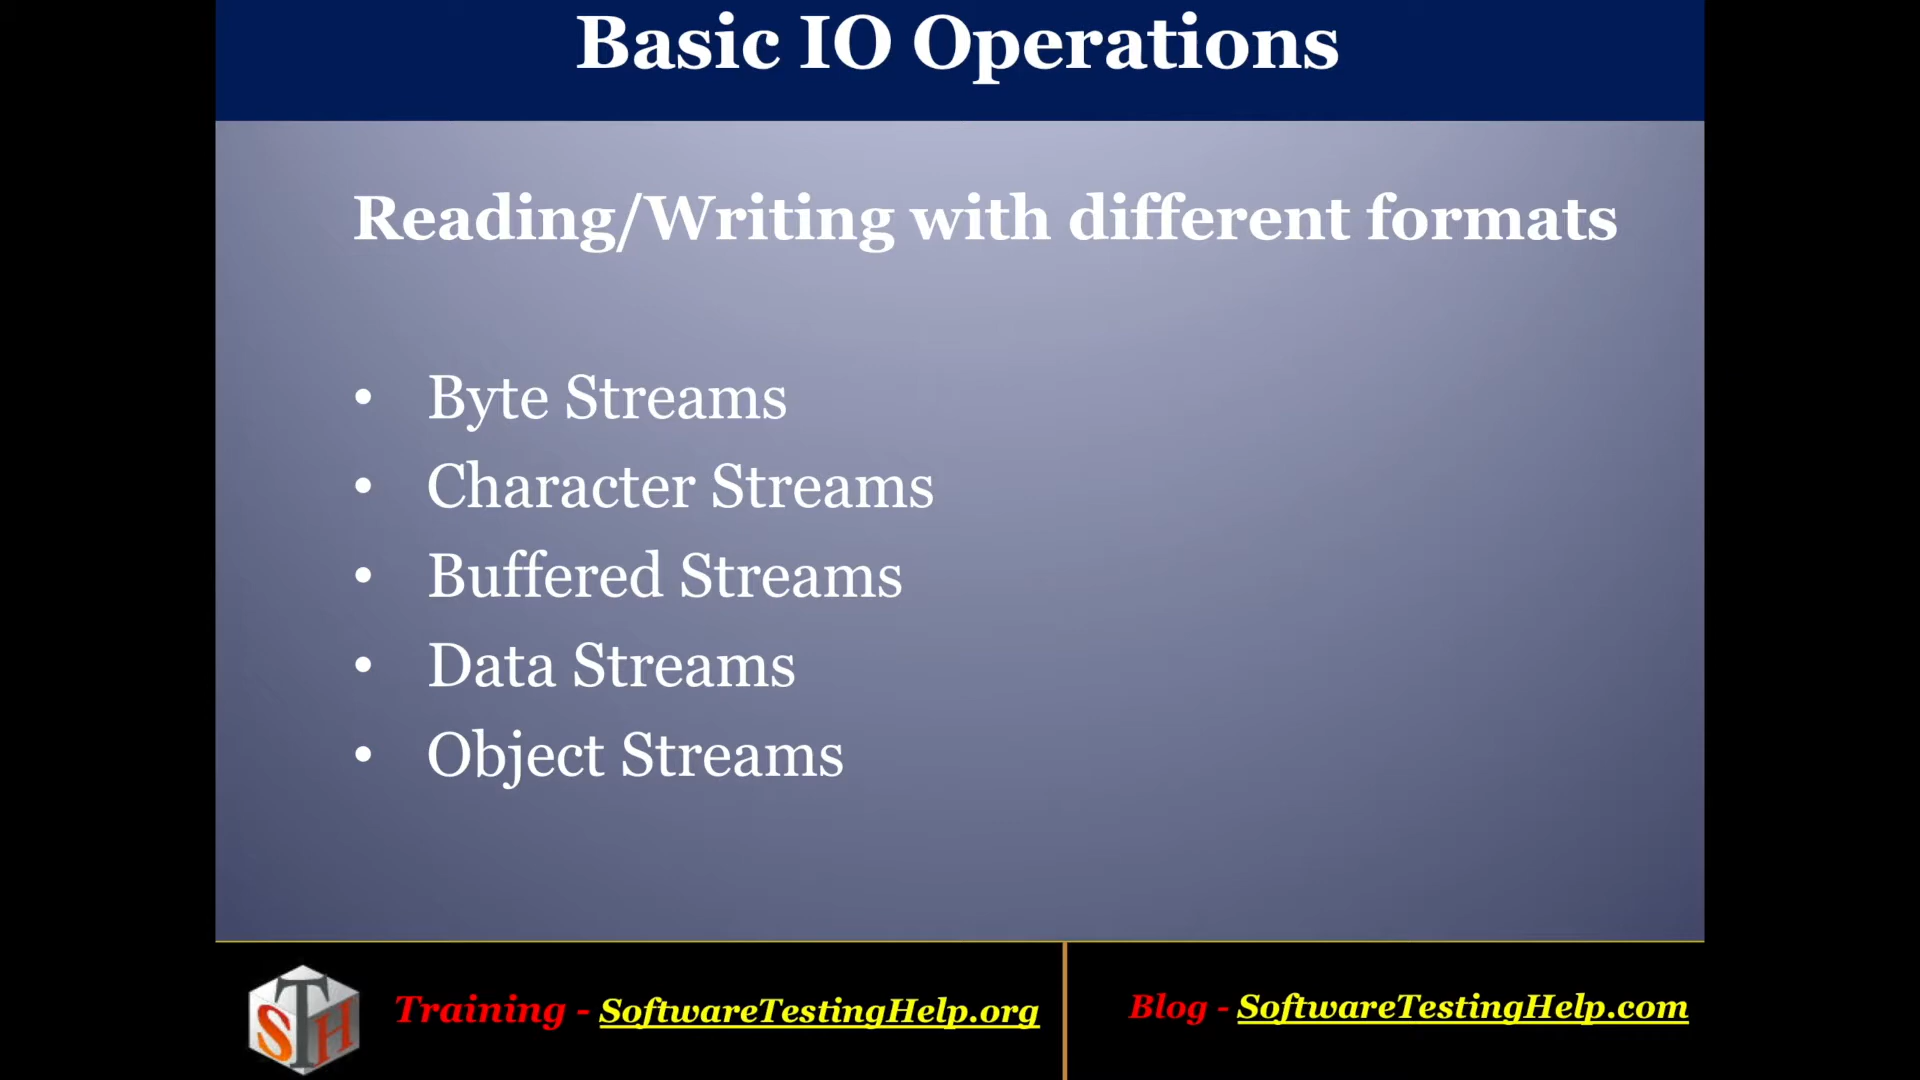 Basic IO Operations
Reading/Writing with different formats
• Byte Streams
• Character Streams
• Buffered Streams
• Data Streams
• Object Streams
STH
Training - SoftwareTestingHelp.org
Blog - SoftwareTestingHelp.com